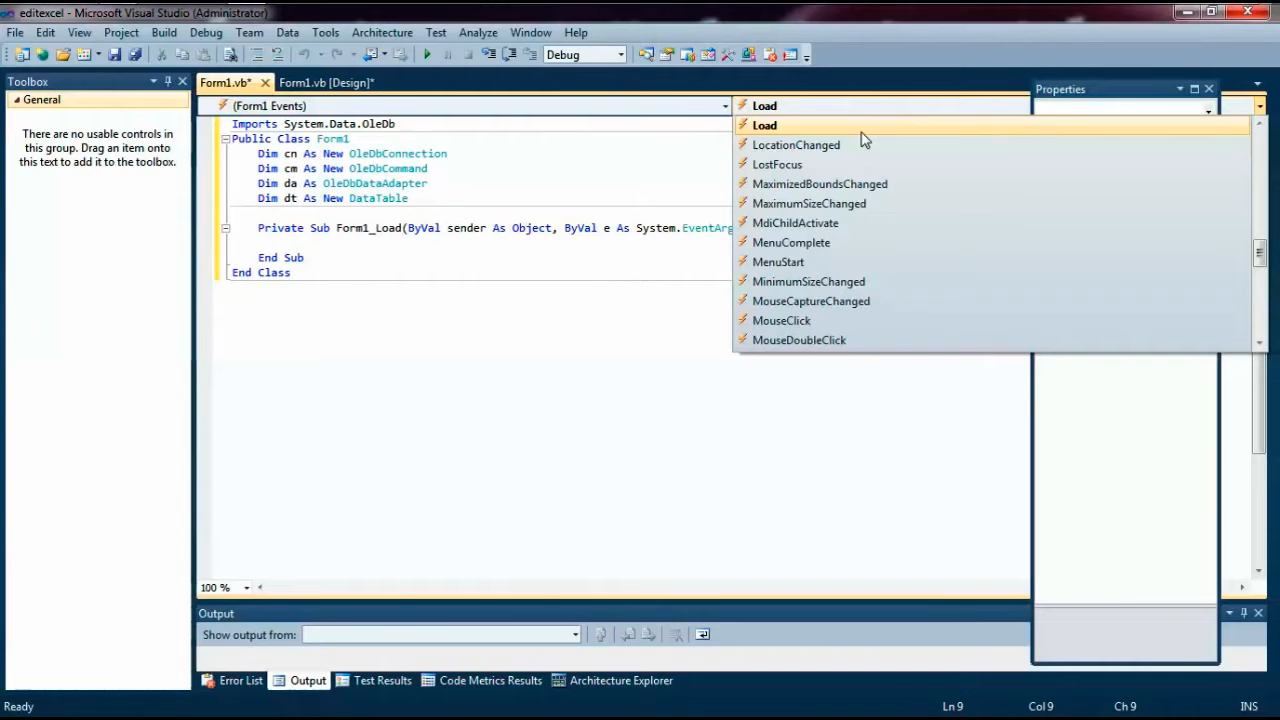 editexcel - Microsoft Visual Studio (Administrator)
File Edit View Project Build Debug Team Data Tools Architecture Test Analyze Window Help
Debug
Toolbox
General
There are no usable controls in
this group. Drag an item onto
this text to add it to the toolbox.
Form1.vb* Form1.vb [Design]*
(Form1 Events)
Load
Imports System.Data.OleDb
Public Class Form1
Dim cn As New OleDbConnection
Dim cm As New OleDbCommand
Dim da As OleDbDataAdapter
Dim dt As New DataTable
Private Sub Form1_Load(ByVal sender As Object, ByVal e As System.EventArg
End Sub
End Class
Load
LocationChanged
LostFocus
MaximizedBoundsChanged
MaximumSizeChanged
MdiChildActivate
MenuComplete
MenuStart
MinimumSizeChanged
MouseCaptureChanged
MouseClick
MouseDoubleClick
Properties
100 %
Output
Show output from:
Error List Output Test Results Code Metrics Results Architecture Explorer
Ready Ln 9 Col 9 Ch 9 INS